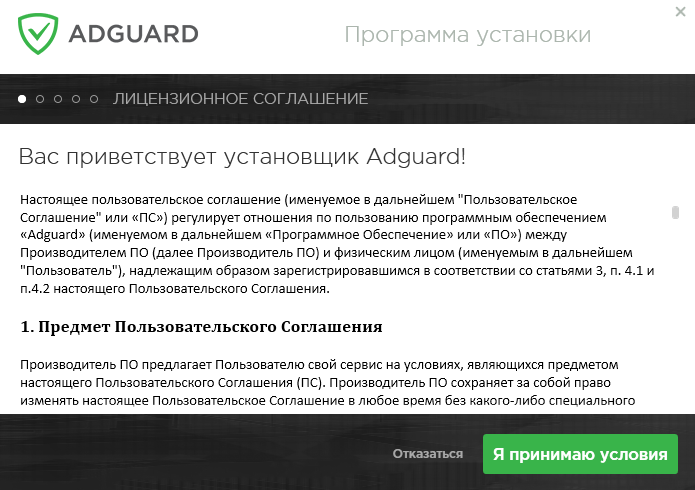 ADGUARD
Программа установки
ЛИЦЕНЗИОННОЕ СОГЛАШЕНИЕ
Вас приветствует установщик Adguard!
Настоящее пользовательское соглашение (именуемое в дальнейшем "Пользовательское
Соглашение" или «ПС») регулирует отношения по пользованию программным обеспечением
«Adguard» (именуемом в дальнейшем «Программное Обеспечение» или «ПО») между
Производителем ПО (далее Производитель ПО) и физическим лицом (именуемым в дальнейшем
"Пользователь"), надлежащим образом зарегистрировавшимся в соответствии со статьями 3, п. 4.1 и
п.4.2 настоящего Пользовательского Соглашения.
1. Предмет Пользовательского Соглашения
Производитель ПО предлагает Пользователю свой сервис на условиях, являющихся предметом
настоящего Пользовательского Соглашения (ПС). Производитель ПО сохраняет за собой право
изменять настоящее Пользовательское Соглашение в любое время без какого-либо специального
Отказаться
Я принимаю условия